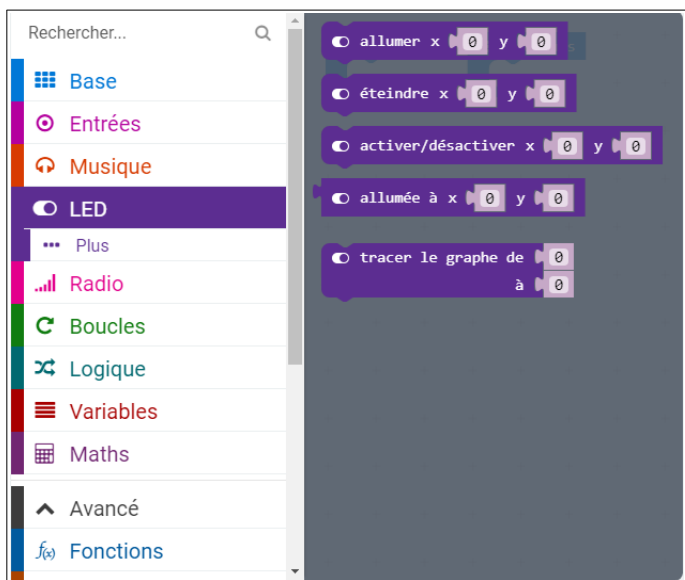 Rechercher...
Base
Entrées
Musique
LED
Plus
Radio
Boucles
Logique
Variables
Maths
Avancé
f(x) Fonctions
allumer x 0 y 0
éteindre x 0 y 0
activer/désactiver x 0 y 0
allumée à x 0 y 0
tracer le graphe de 0
à 0